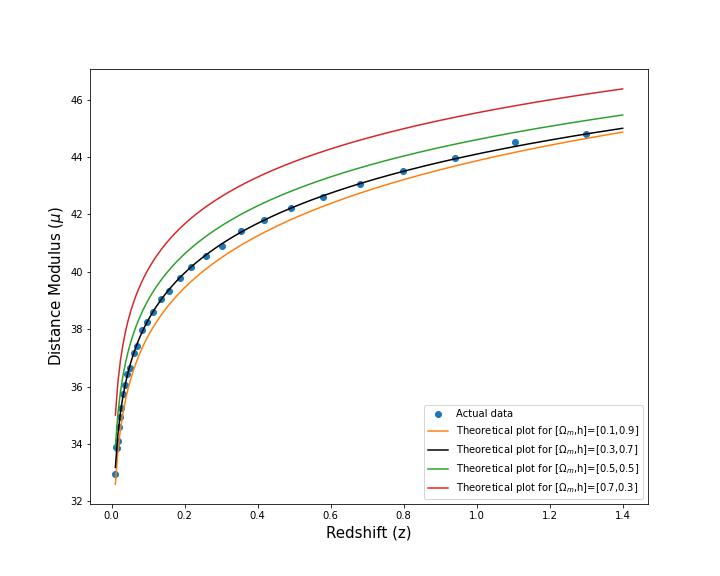 46
44
42
40
38
36
34
32
Distance Modulus (μ)
Actual data
Theoretical plot for [Ωm,h]=[0.1,0.9]
Theoretical plot for [Ωm,h]=[0.3,0.7]
Theoretical plot for [Ωm,h]=[0.5,0.5]
Theoretical plot for [Ωm,h]=[0.7,0.3]
0.0 0.2 0.4 0.6 0.8 1.0 1.2 1.4
Redshift (z)